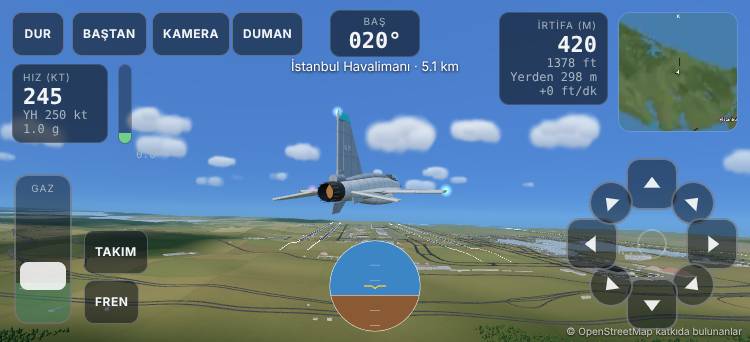 DUR
BAŞTAN
KAMERA
DUMAN
BAŞ
020°
İstanbul Havalimanı · 5.1 km
İRTİFA (M)
420
1378 ft
Yerden 298 m
+0 ft/dk
K
HIZ (KT)
245
YH 250 kt
1.0 g
GAZ
TAKIM
FREN
© OpenStreetMap katkıda bulunanlar